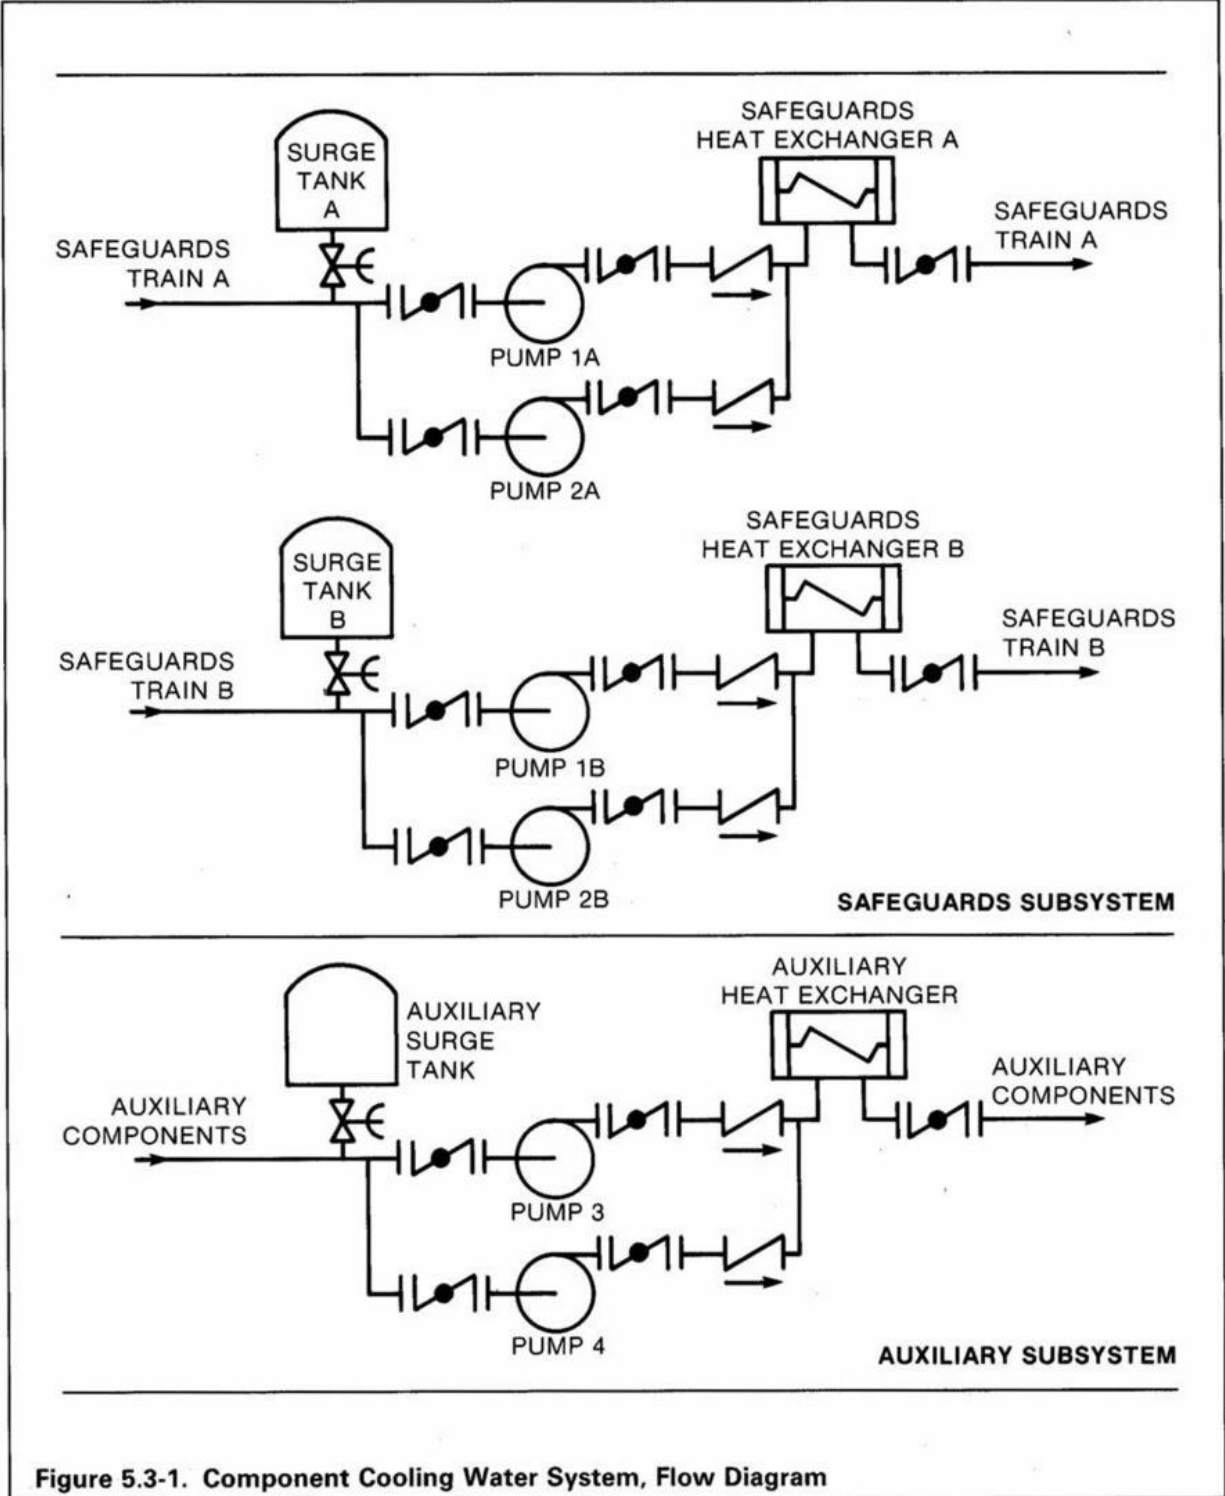 SAFEGUARDS
HEAT EXCHANGER A
SURGE
TANK
A
SAFEGUARDS
TRAIN A
SAFEGUARDS
TRAIN A
PUMP 1A
PUMP 2A
SAFEGUARDS
HEAT EXCHANGER B
SURGE
TANK
B
SAFEGUARDS
TRAIN B
SAFEGUARDS
TRAIN B
PUMP 1B
PUMP 2B
SAFEGUARDS SUBSYSTEM
AUXILIARY
HEAT EXCHANGER
AUXILIARY
SURGE
TANK
AUXILIARY
COMPONENTS
AUXILIARY
COMPONENTS
PUMP 3
PUMP 4
AUXILIARY SUBSYSTEM
Figure 5.3-1. Component Cooling Water System, Flow Diagram